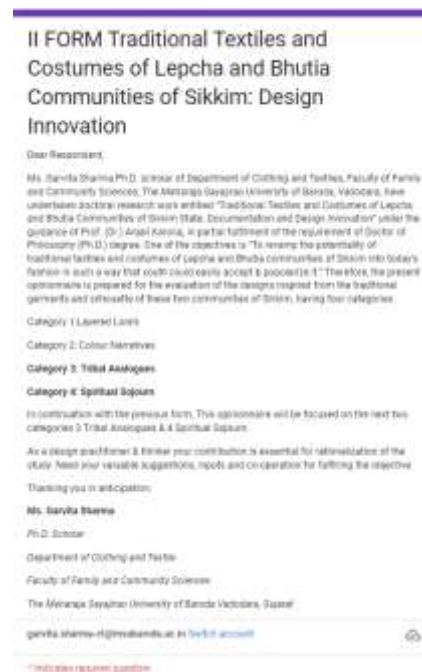 II FORM Traditional Textiles and
Costumes of Lepcha and Bhutia
Communities of Sikkim: Design
Innovation
Dear Respondent,
Ms. Garvita Sharma Ph.D. scholar of Department of Clothing and Textiles, Faculty of Family
and Community Sciences, The Maharaja Sayajirao University of Baroda, Vadodara, have
undertaken doctoral research work entitled "Traditional Textiles and Costumes of Lepcha
and Bhutia Communities of Sikkim State: Documentation and Design Innovation" under the
guidance of Prof. (Dr.) Anjali Karolia, in partial fulfilment of the requirement of Doctor of
Philosophy (Ph.D.) degree. One of the objectives is "To revamp the potentiality of
traditional textiles and costumes of Lepcha and Bhutia communities of Sikkim into today's
fashion in such a way that youth could easily accept & popularize it." Therefore, the present
opinionnaire is prepared for the evaluation of the designs inspired from the traditional
garments and silhouette of these two communities of Sikkim, having four categories.
Category 1 Layered
Category 2: Colour Narratives
Category 3: Tribal Analogues
Category 4: Spiritual Sojourn
In continuation with the previous form, This opinionnaire will be focused on the next two
categories 3 Tribal Analogues & 4 Spiritual Sojourn.
As a design practitioner & thinker your contribution is essential for rationalization of the
study. Need your valuable suggestions, inputs and co-operation for fulfilling the objective.
Thanking you in anticipation.
Ms. Garvita Sharma
Ph.D. Scholar
Department of Clothing and Textile
Faculty of Family and Community Sciences
The Maharaja Sayajirao University of Baroda Vadodara, Gujarat
Switch account
* Indicates required question